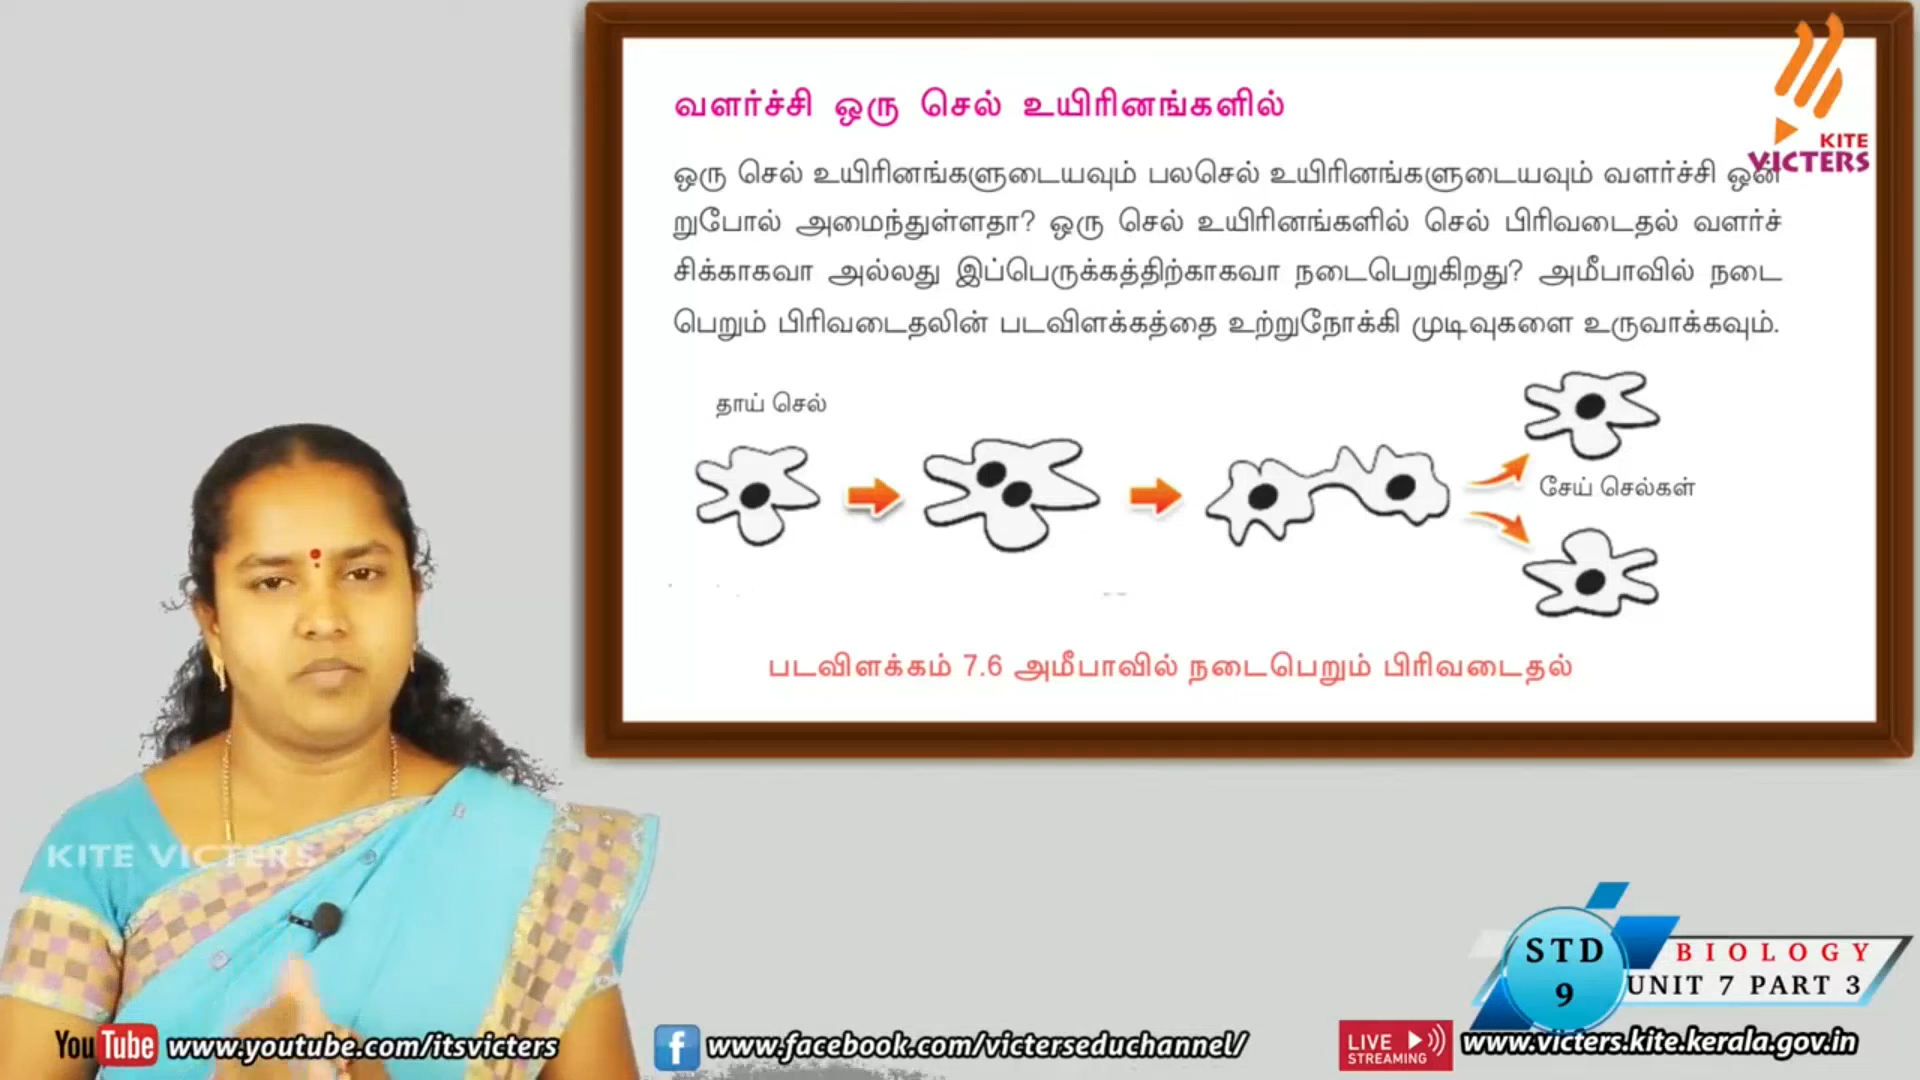 வளர்ச்சி ஒரு செல் உயிரினங்களில்
ஒரு செல் உயிரினங்களுடையவும் பலசெல் உயிரினங்களுடையவும் வளர்ச்சி ஒன்
றுபோல் அமைந்துள்ளதா? ஒரு செல் உயிரினங்களில் செல் பிரிவடைதல் வளர்ச்
சிக்காகவா அல்லது இப்பெருக்கத்திற்காகவா நடைபெறுகிறது? அமீபாவில் நடை
பெறும் பிரிவடைதலின் படவிளக்கத்தை உற்றுநோக்கி முடிவுகளை உருவாக்கவும்.
தாய் செல்
சேய் செல்கள்
படவிளக்கம் 7.6 அமீபாவில் நடைபெறும் பிரிவடைதல்
KITE
VICTERS
KITE VICTERS
STD
9
BIOLOGY
UNIT 7 PART 3
YouTube www.youtube.com/itsvicters
f www.facebook.com/victerseduchannel/
LIVE
STREAMING
www.victers.kite.kerala.gov.in